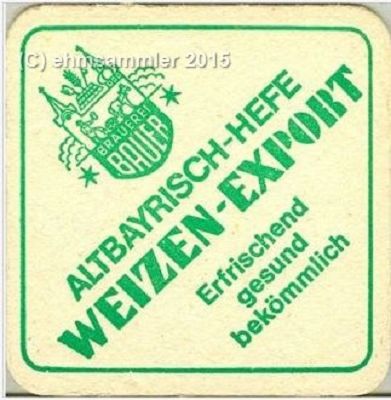 (C) ehmsammler 2015
BRAUEREI
BAUER
ALTBAYRISCH-HEFE
WEIZEN-EXPORT
Erfrischend
gesund
bekömmlich